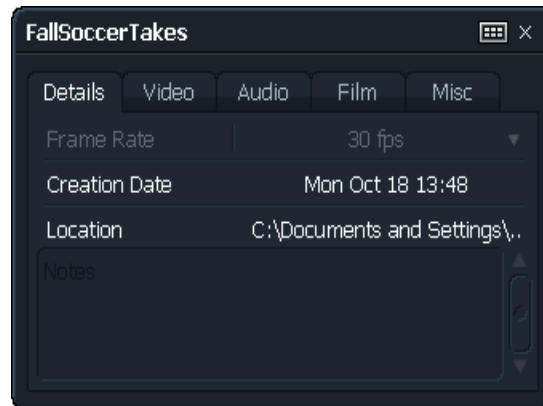 FallSoccerTakes
Details Video Audio Film Misc
Frame Rate 30 fps
Creation Date Mon Oct 18 13:48
Location C:\Documents and Settings\..
Notes